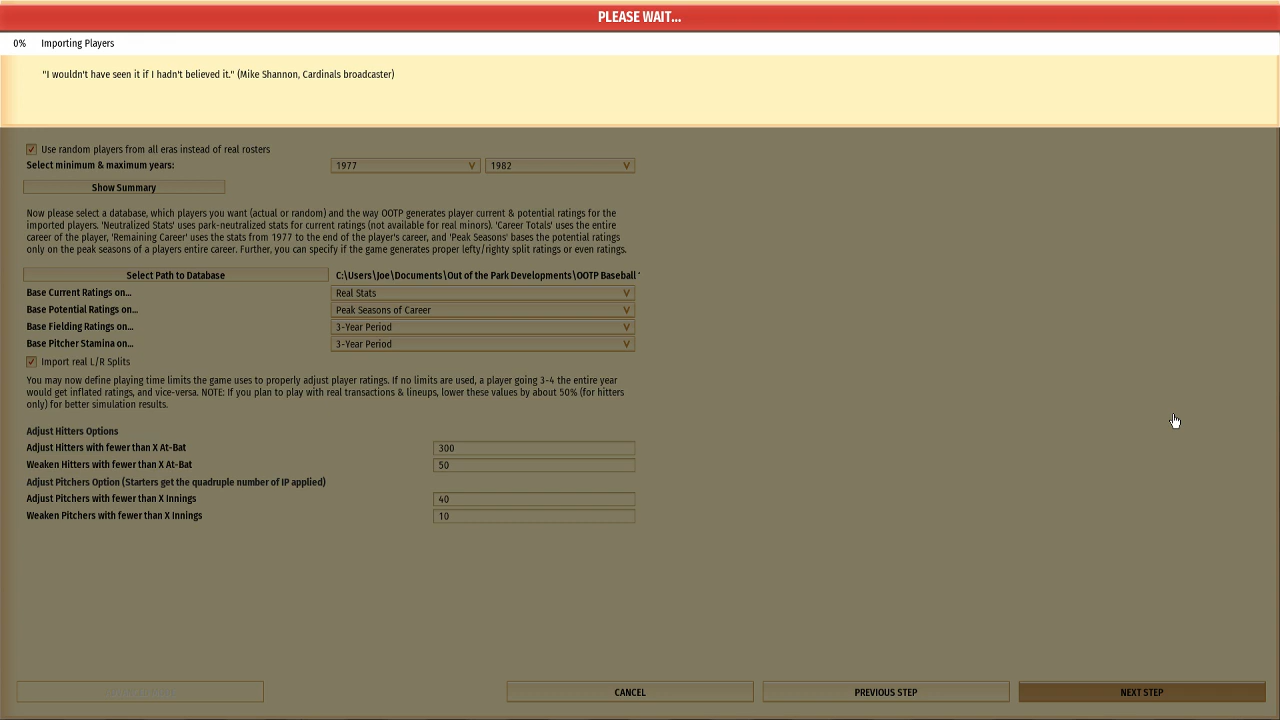 PLEASE WAIT...
0% Importing Players
"I wouldn't have seen it if I hadn't believed it." (Mike Shannon, Cardinals broadcaster)
Use random players from all eras instead of real rosters
Select minimum & maximum years: 1977 1982
Show Summary
Now please select a database, which players you want (actual or random) and the way OOTP generates player current & potential ratings for the
imported players. 'Neutralized Stats' uses park-neutralized stats for current ratings (not available for real minors). 'Career Totals' uses the entire
career of the player, 'Remaining Career' uses the stats from 1977 to the end of the player's career, and 'Peak Seasons' bases the potential ratings
only on the peak seasons of a players entire career. Further, you can specify if the game generates proper lefty/righty split ratings or even ratings.
Select Path to Database C:\Users\Joe\Documents\Out of the Park Developments\OOTP Baseball
Base Current Ratings on... Real Stats
Base Potential Ratings on... Peak Seasons of Career
Base Fielding Ratings on... 3-Year Period
Base Pitcher Stamina on... 3-Year Period
Import real L/R Splits
You may now define playing time limits the game uses to properly adjust player ratings. If no limits are used, a player going 3-4 the entire year
would get inflated ratings, and vice-versa. NOTE: If you plan to play with real transactions & lineups, lower these values by about 50% (for hitters
only) for better simulation results.
Adjust Hitters Options
Adjust Hitters with fewer than X At-Bat 300
Weaken Hitters with fewer than X At-Bat 50
Adjust Pitchers Option (Starters get the quadruple number of IP applied)
Adjust Pitchers with fewer than X Innings 40
Weaken Pitchers with fewer than X Innings 10
CANCEL PREVIOUS STEP NEXT STEP